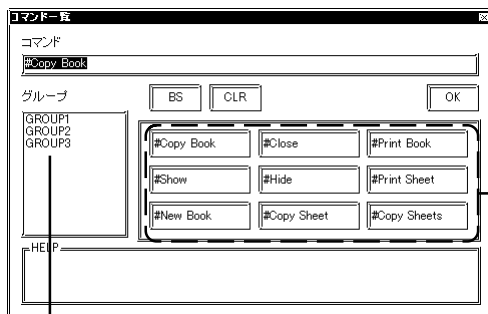 コマンド一覧
コマンド
#Copy Book
グループ
BS CLR OK
GROUP1
GROUP2
GROUP3
#Copy Book #Close #Print Book
#Show #Hide #Print Sheet
#New Book #Copy Sheet #Copy Sheets
HELP